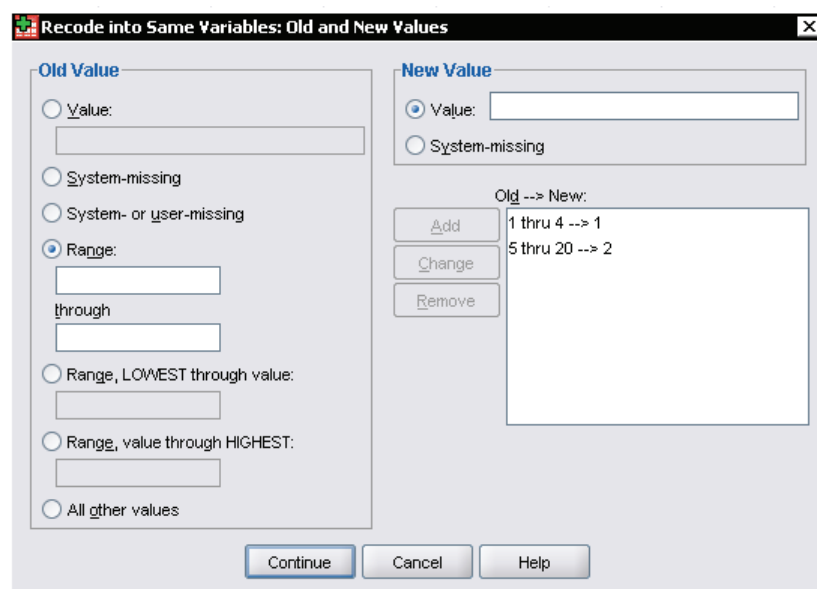 Recode into Same Variables: Old and New Values
Old Value
Value:
System-missing
System- or user-missing
Range:
through
Range, LOWEST through value:
Range, value through HIGHEST:
All other values
New Value
Value:
System-missing
Old --> New:
Add
Change
Remove
1 thru 4 --> 1
5 thru 20 --> 2
Continue
Cancel
Help